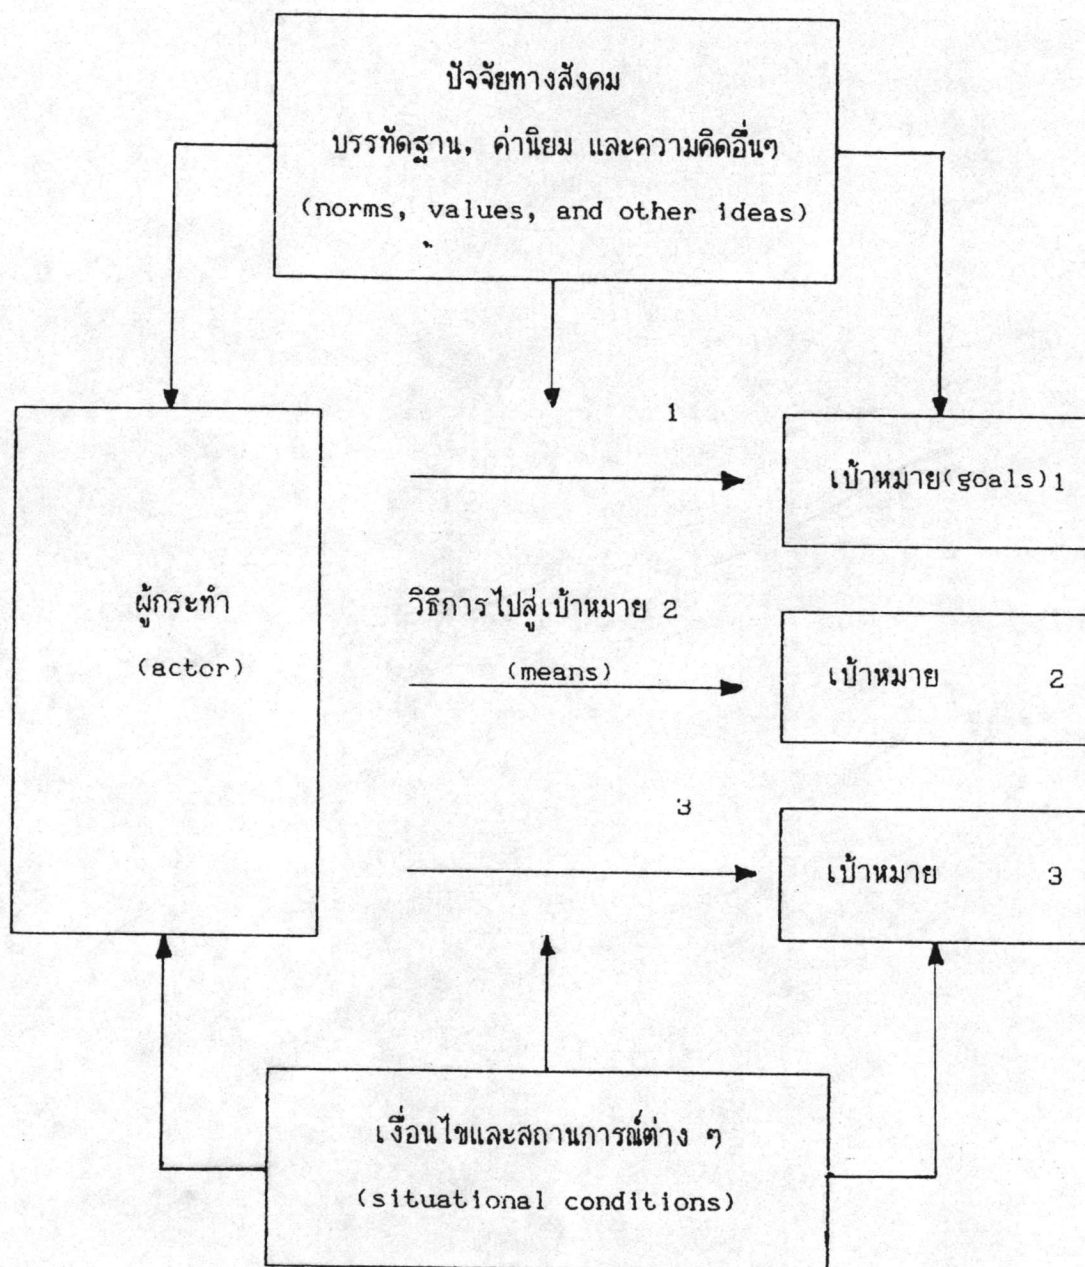 ปัจจัยทางสังคม
บรรทัดฐาน, ค่านิยม และความคิดอื่นๆ
(norms, values, and other ideas)
1
เป้าหมาย(goals)1
ผู้กระทำ
(actor)
วิธีการไปสู่เป้าหมาย 2
(means)
เป้าหมาย 2
3
เป้าหมาย 3
เงื่อนไขและสถานการณ์ต่าง ๆ
(situational conditions)